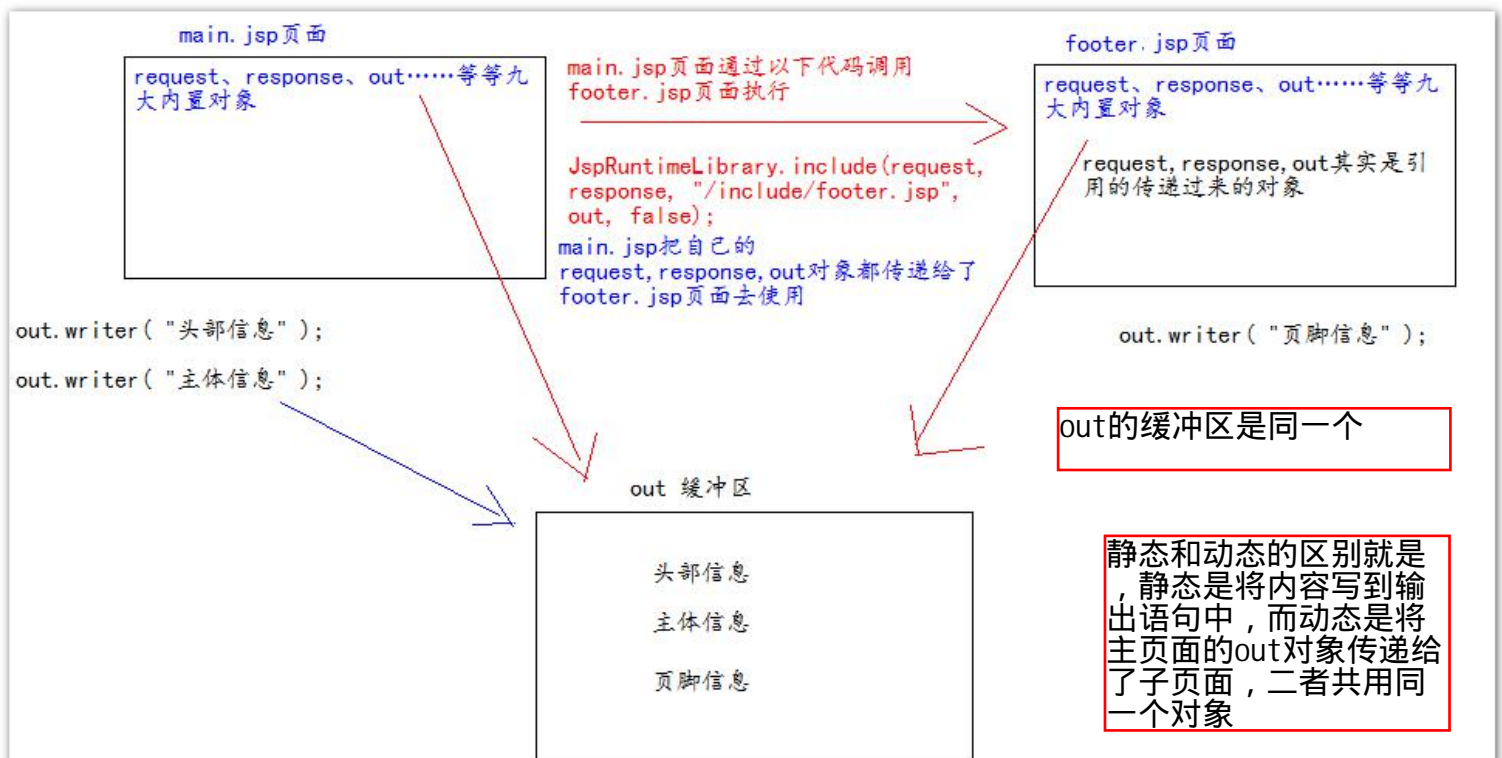 main.jsp页面
request、response、out……等等九
大内置对象
main.jsp页面通过以下代码调用
footer.jsp页面执行
JspRuntimeLibrary.include(request,
response, "/include/footer.jsp",
out, false);
main.jsp把自己的
request,response,out对象都传递给了
footer.jsp页面去使用
footer.jsp页面
request、response、out……等等九
大内置对象
request,response,out其实是引
用的传递过来的对象
out.writer( "头部信息" );
out.writer( "主体信息" );
out.writer( "页脚信息" );
out的缓冲区是同一个
out 缓冲区
头部信息
主体信息
页脚信息
静态和动态的区别就是
，静态是将内容写到输
出语句中，而动态是将
主页面的out对象传递给
了子页面，二者共用同
一个对象